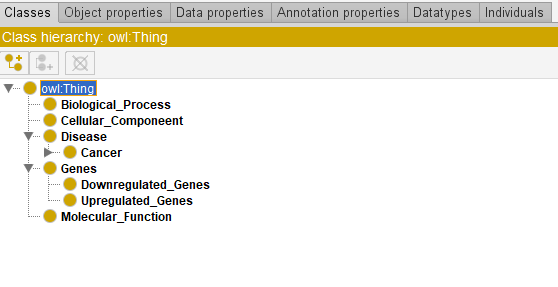 Classes Object properties Data properties Annotation properties Datatypes Individuals
Class hierarchy: owl:Thing
owl:Thing
Biological_Process
Cellular_Componeent
Disease
Cancer
Genes
Downregulated_Genes
Upregulated_Genes
Molecular_Function